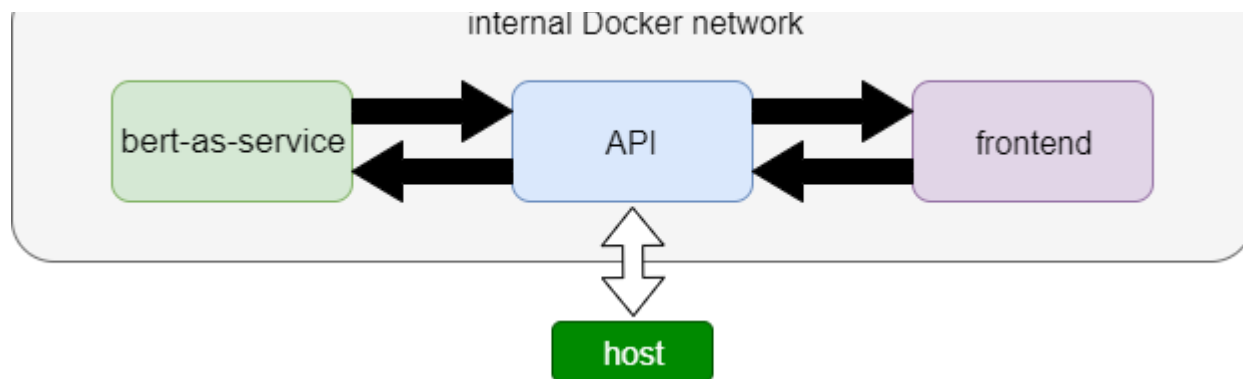 internal Docker network
bert-as-service
API
frontend
host